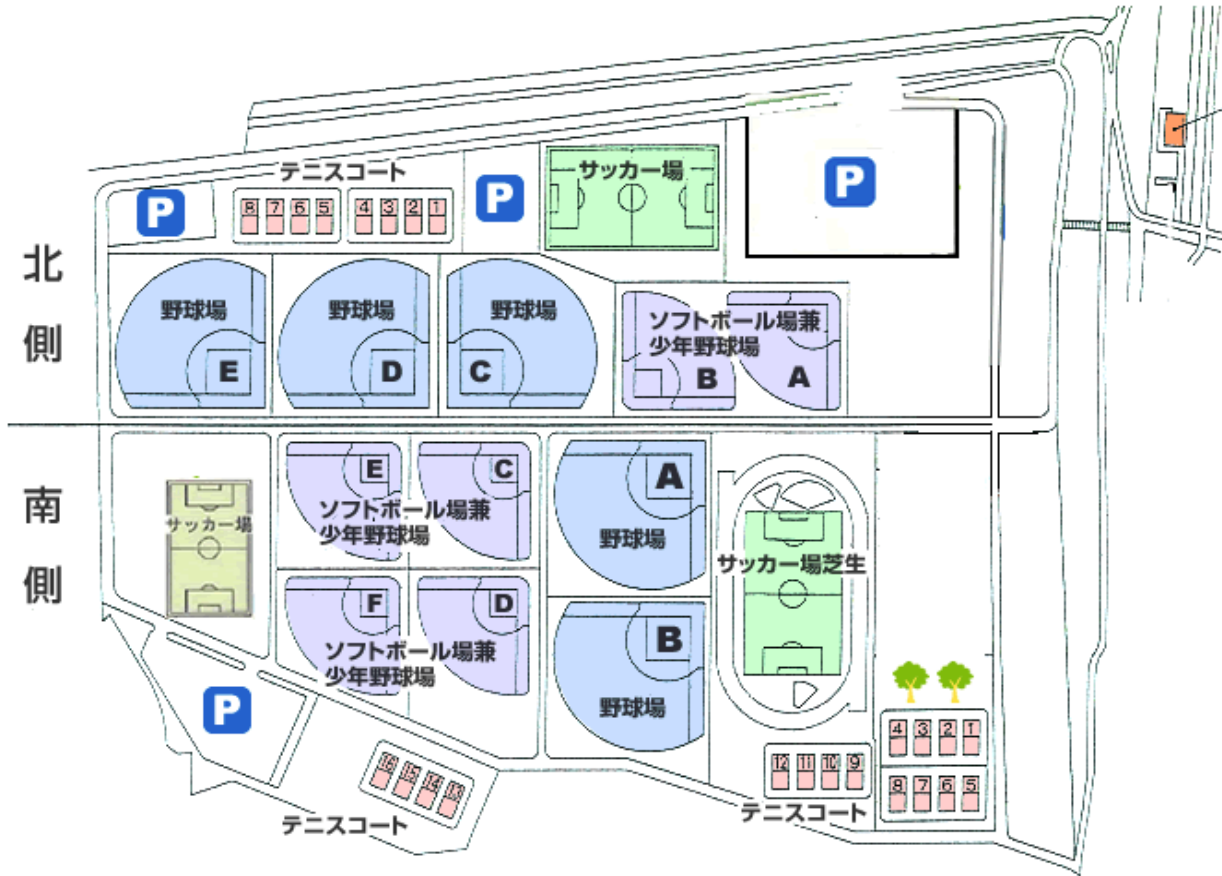 テニスコート
サッカー場
P
P
P
8 7 6 5 4 3 2 1
北側
野球場
野球場
野球場
E
D
C
ソフトボール場兼
少年野球場
B
A
南側
サッカー場
E
C
ソフトボール場兼
少年野球場
A
野球場
サッカー場芝生
F
D
ソフトボール場兼
少年野球場
B
野球場
P
4 3 2 1
8 7 6 5
12 11 10 9
テニスコート
16 15 14 13
テニスコート